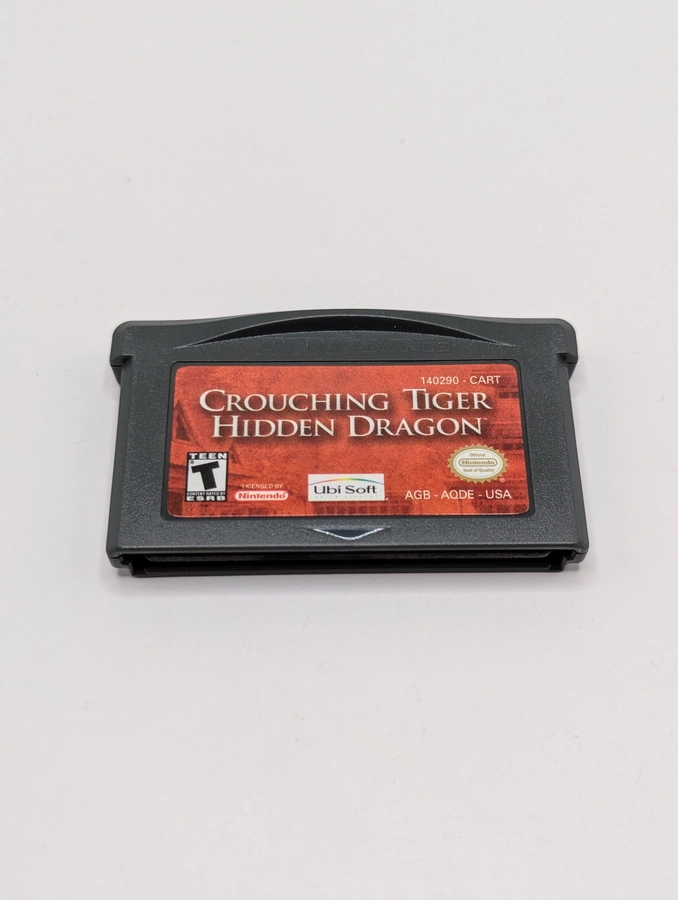 140290 - CART
CROUCHING TIGER
HIDDEN DRAGON
TEEN
T
CONTENT RATED BY
ESRB
LICENSED BY
Nintendo
Ubi Soft
Official
Nintendo
Seal of Quality
AGB - AQDE - USA